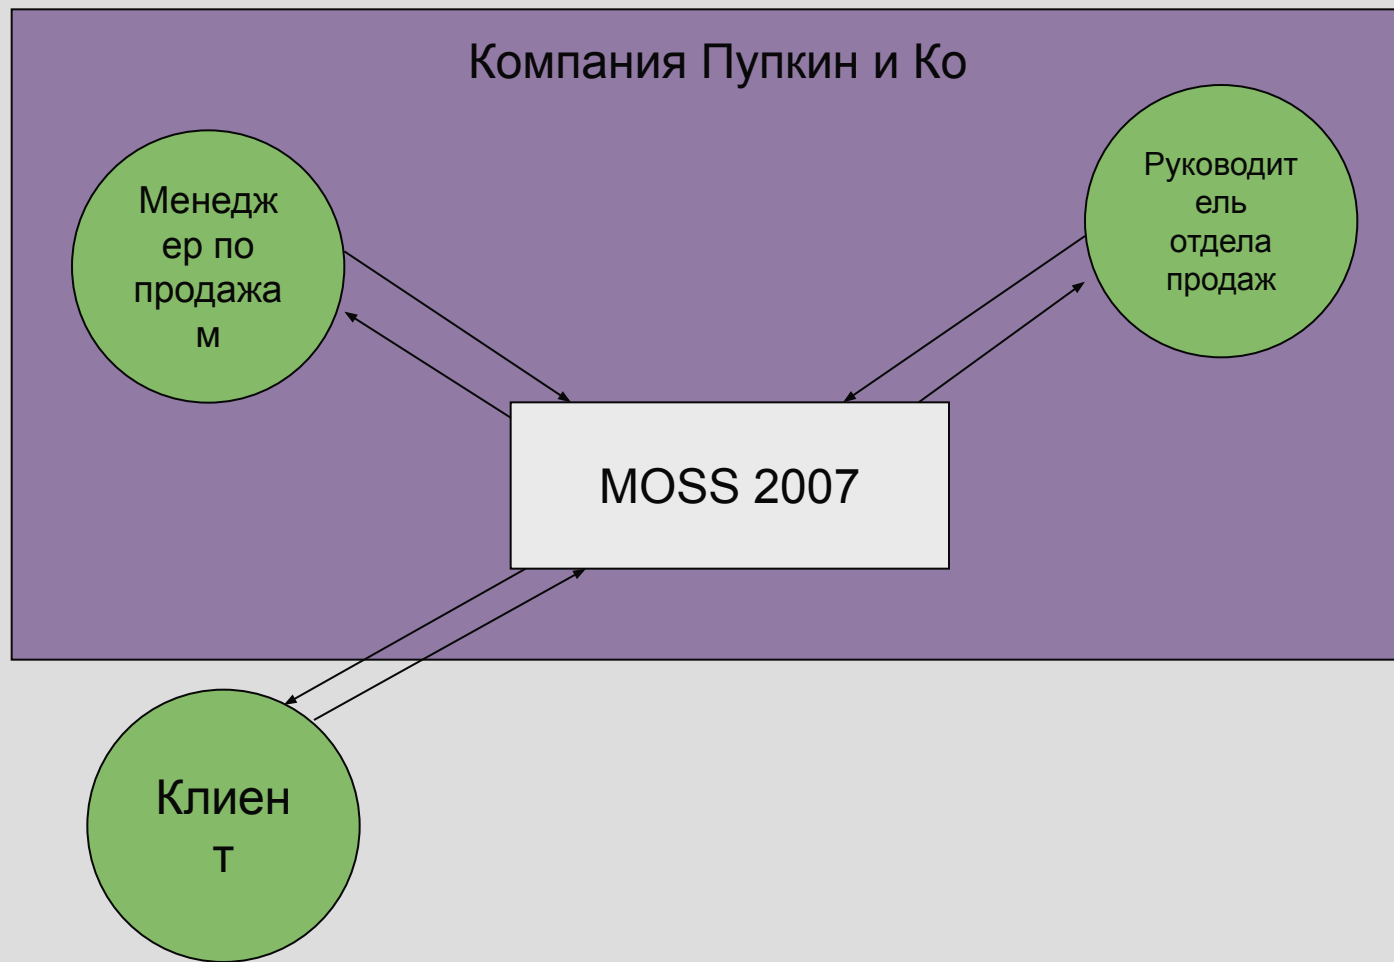 Компания Пупкин и Ко
Менедж
ер по
продажа
м
Руководит
ель
отдела
продаж
MOSS 2007
Клиен
т